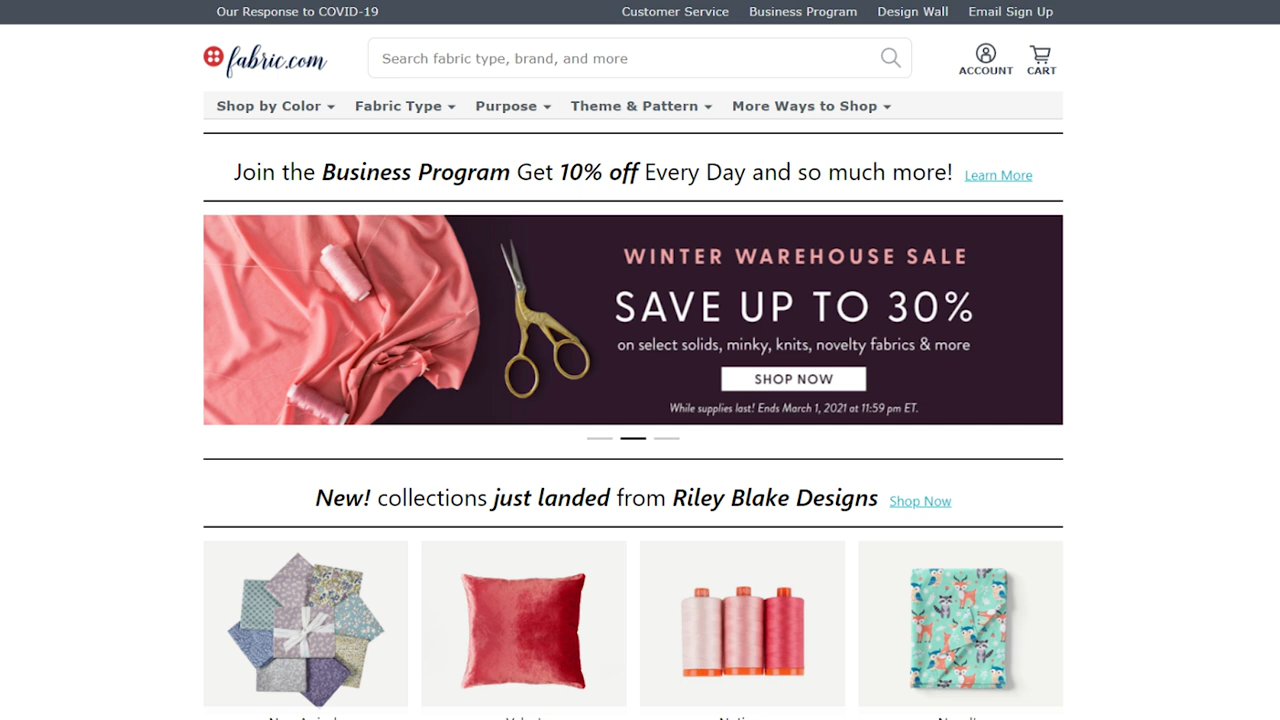 Our Response to COVID-19 Customer Service Business Program Design Wall Email Sign Up
fabric.com
Search fabric type, brand, and more
ACCOUNT CART
Shop by Color Fabric Type Purpose Theme & Pattern More Ways to Shop
Join the Business Program Get 10% off Every Day and so much more! Learn More
WINTER WAREHOUSE SALE
SAVE UP TO 30%
on select solids, minky, knits, novelty fabrics & more
SHOP NOW
While supplies last! Ends March 1, 2021 at 11:59 pm ET.
New! collections just landed from Riley Blake Designs Shop Now